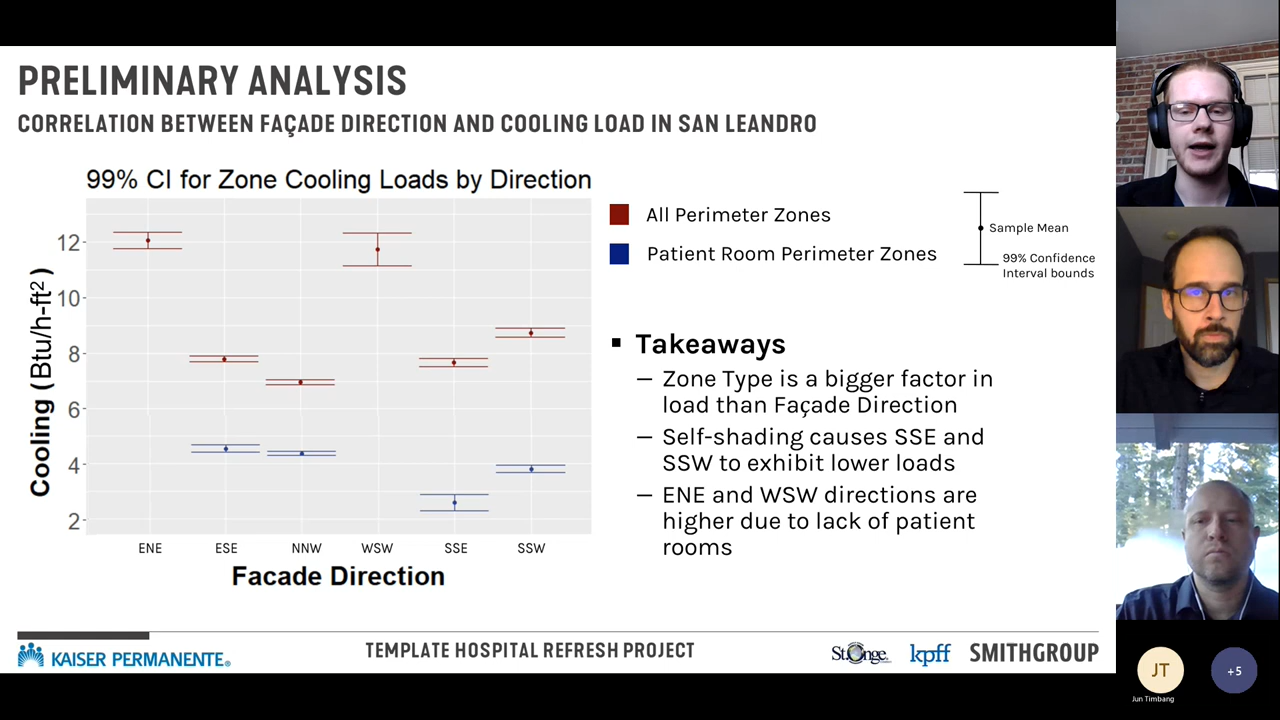 PRELIMINARY ANALYSIS
CORRELATION BETWEEN FAÇADE DIRECTION AND COOLING LOAD IN SAN LEANDRO
99% CI for Zone Cooling Loads by Direction
12
10
8
6
4
2
Cooling (Btu/h-ft²)
ENE ESE NNW WSW SSE SSW
Facade Direction
All Perimeter Zones
Patient Room Perimeter Zones
Sample Mean
99% Confidence
Interval bounds
Takeaways
– Zone Type is a bigger factor in
load than Façade Direction
– Self-shading causes SSE and
SSW to exhibit lower loads
– ENE and WSW directions are
higher due to lack of patient
rooms
KAISER PERMANENTE®
TEMPLATE HOSPITAL REFRESH PROJECT
St.Onge.
kpff
SMITHGROUP
JT
Jun Timbang
+5